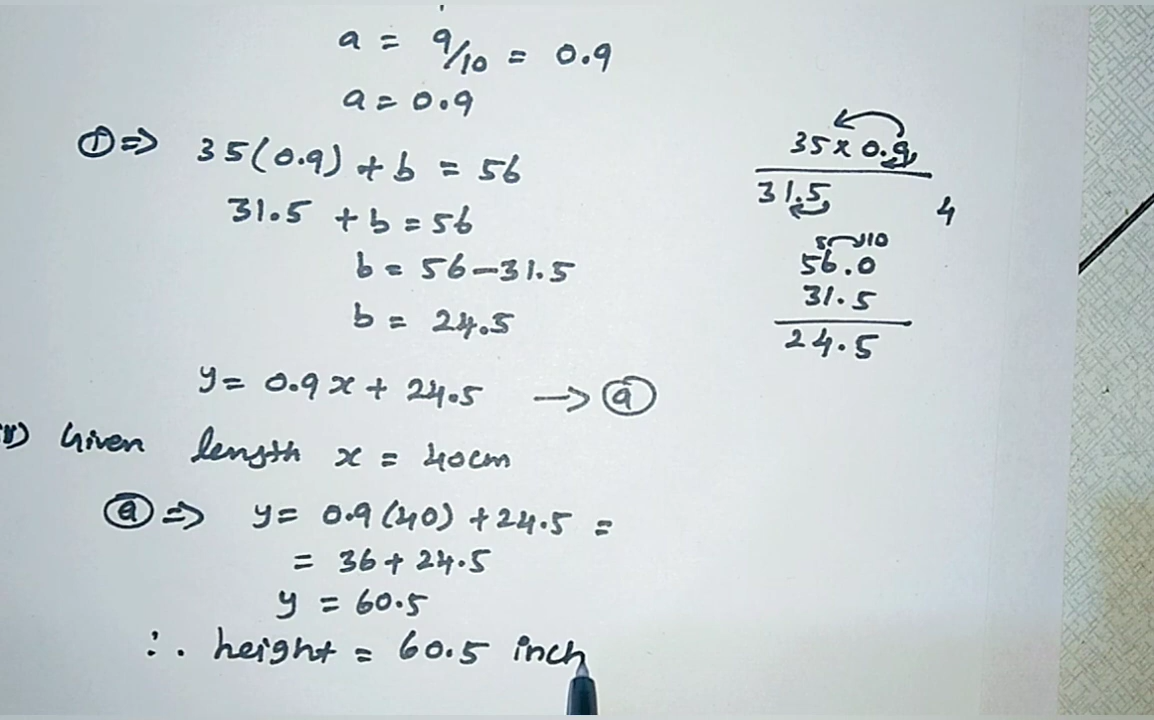 a = 9/10 = 0.9
a = 0.9
① ⇒ 35(0.9) + b = 56
31.5 + b = 56
b = 56 - 31.5
b = 24.5
y = 0.9x + 24.5 → ⓐ
Given length x = 40cm
ⓐ ⇒ y = 0.9(40) + 24.5 =
= 36 + 24.5
y = 60.5
∴ height = 60.5 inch
35 x 0.9
31.5
4
5 10
56.0
31.5
24.5